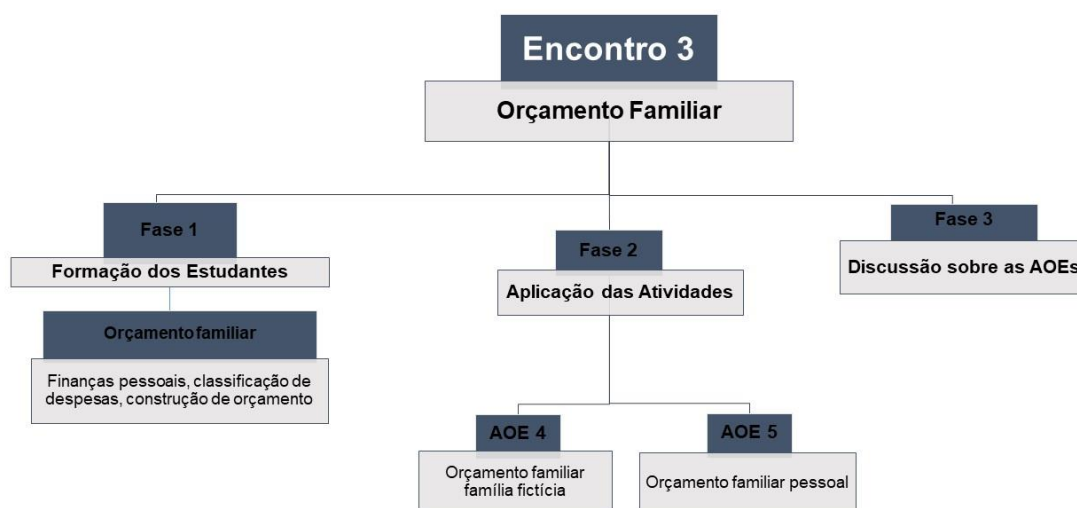 Encontro 3
Orçamento Familiar
Fase 1
Formação dos Estudantes
Orçamento familiar
Finanças pessoais, classificação de
despesas, construção de orçamento
Fase 2
Aplicação das Atividades
AOE 4
Orçamento familiar
família fictícia
AOE 5
Orçamento familiar pessoal
Fase 3
Discussão sobre as AOEs